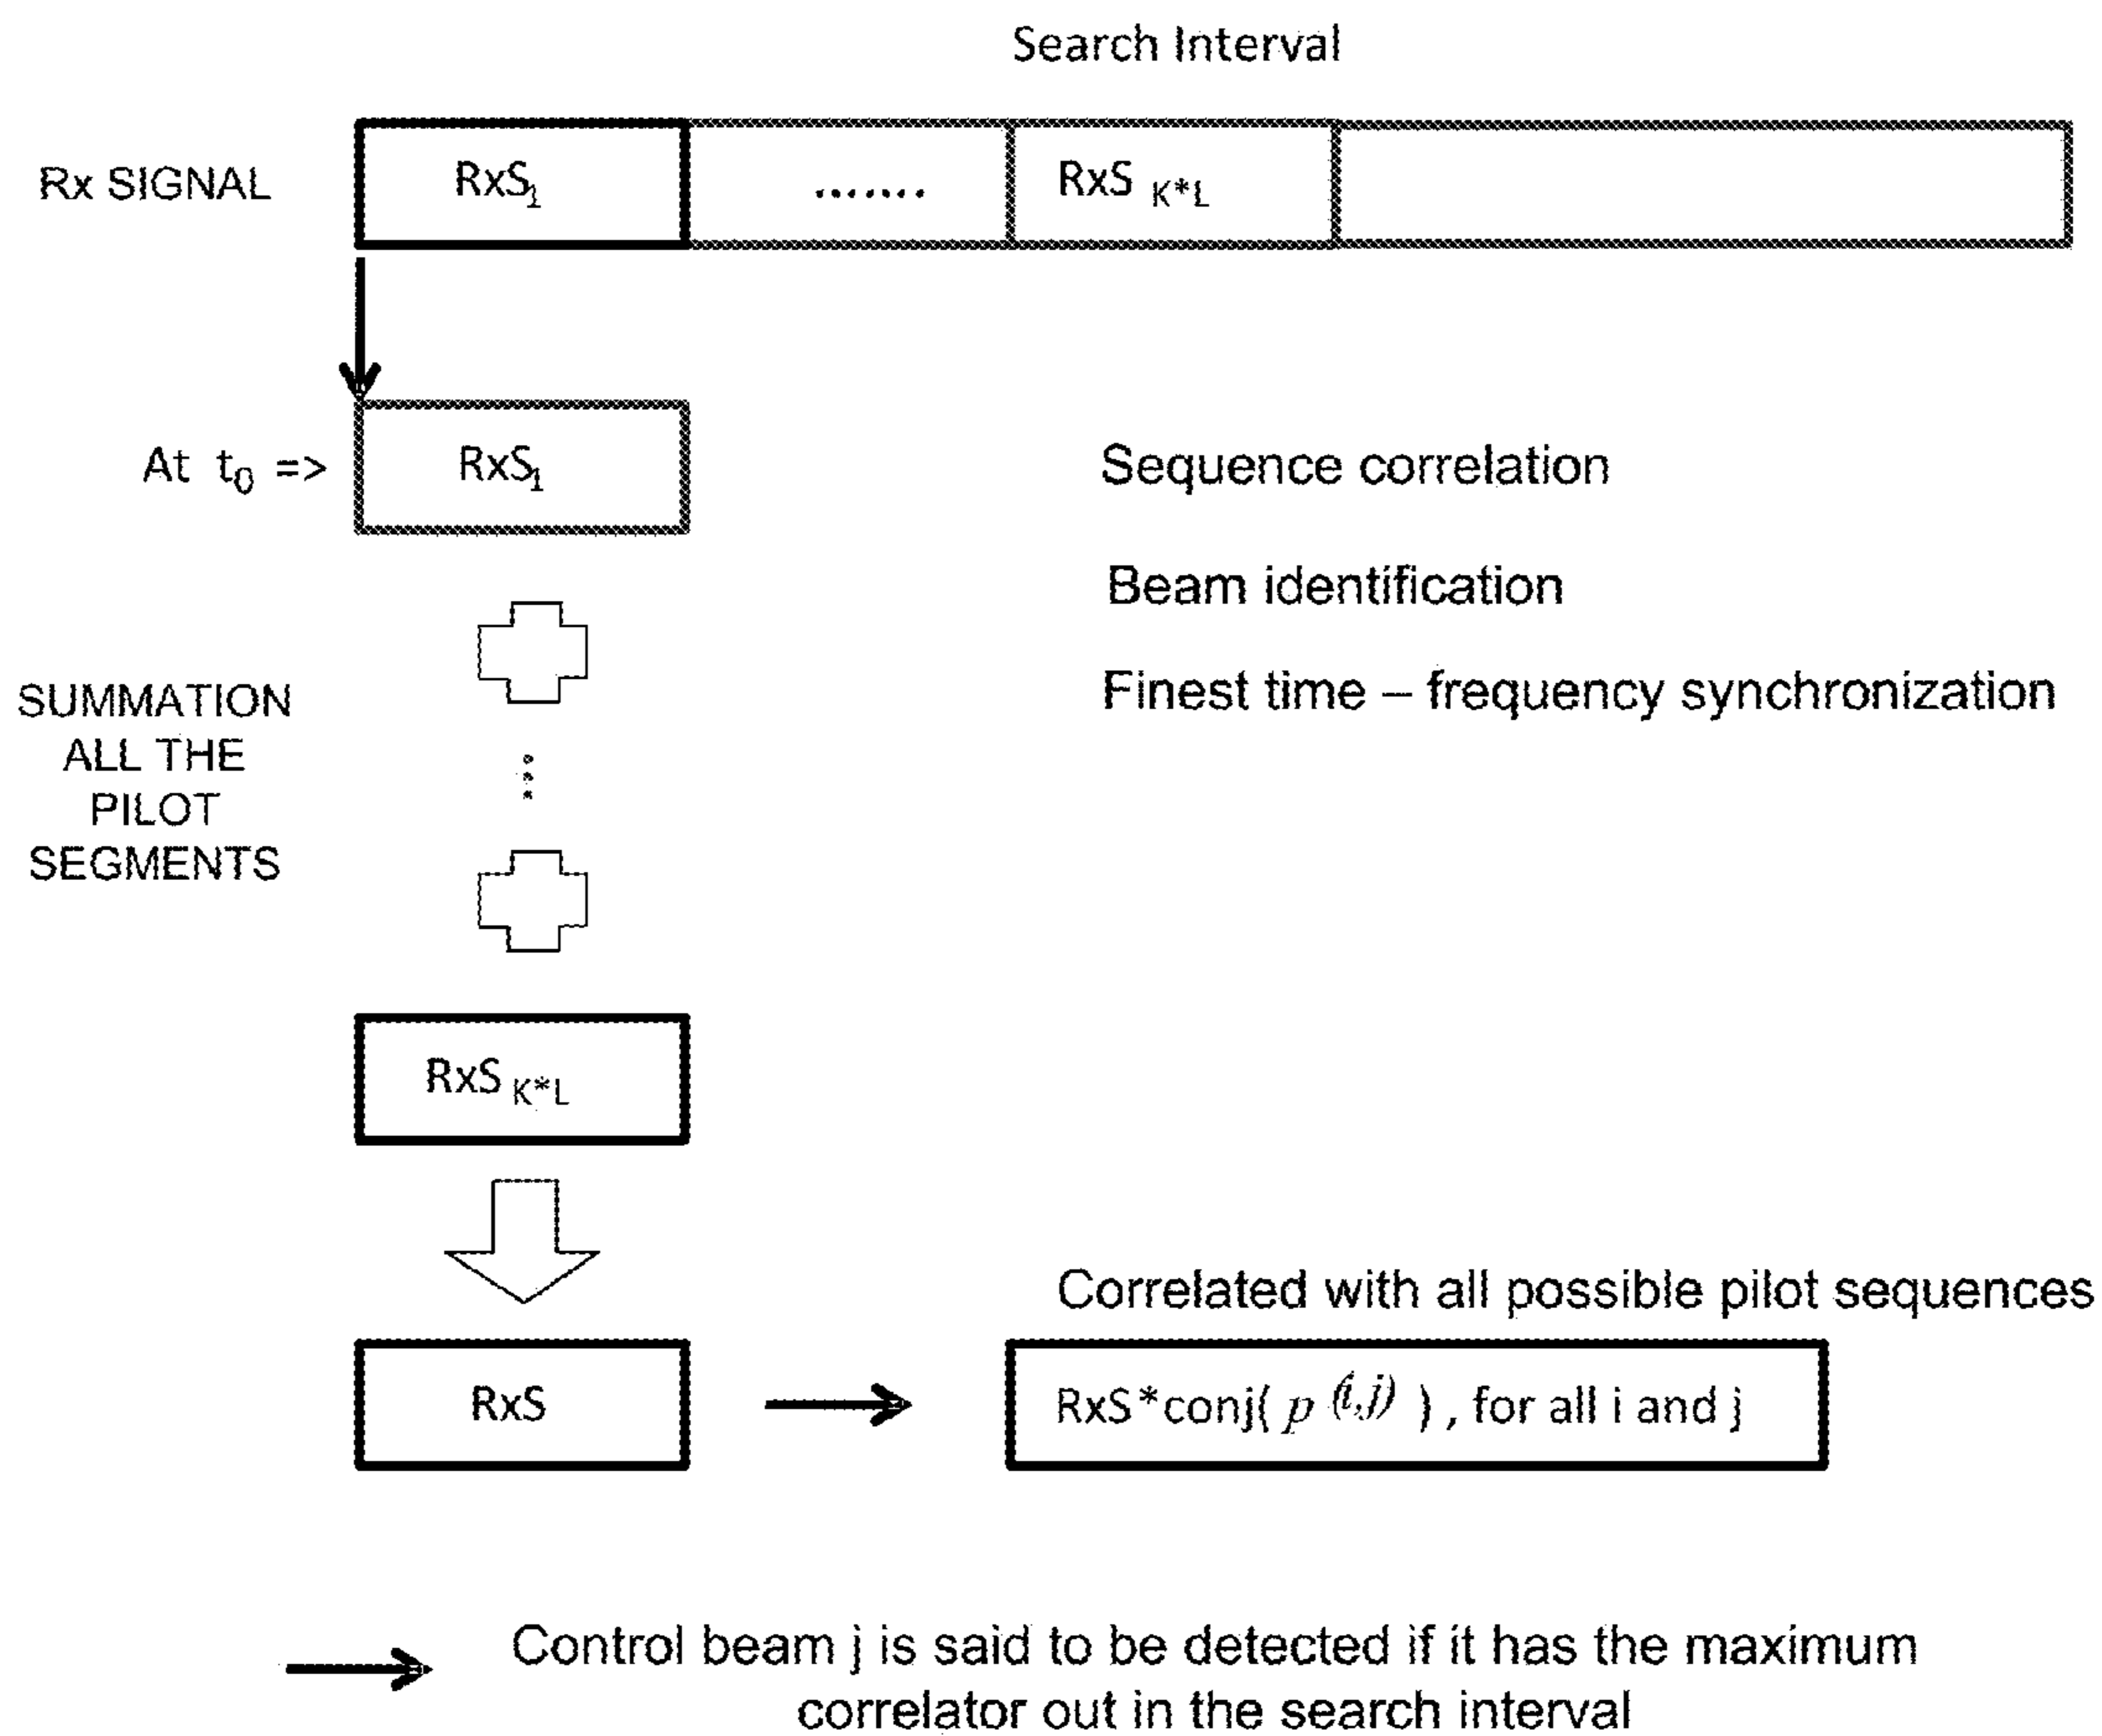 Search Interval
Rx SIGNAL
RxS1
.......
RxS K*L
At t0 =>
RxS1
Sequence correlation
Beam identification
Finest time – frequency synchronization
SUMMATION
ALL THE
PILOT
SEGMENTS
RxS K*L
Correlated with all possible pilot sequences
RxS
RxS*conj( p (i,j) ) , for all i and j
Control beam j is said to be detected if it has the maximum
correlator out in the search interval